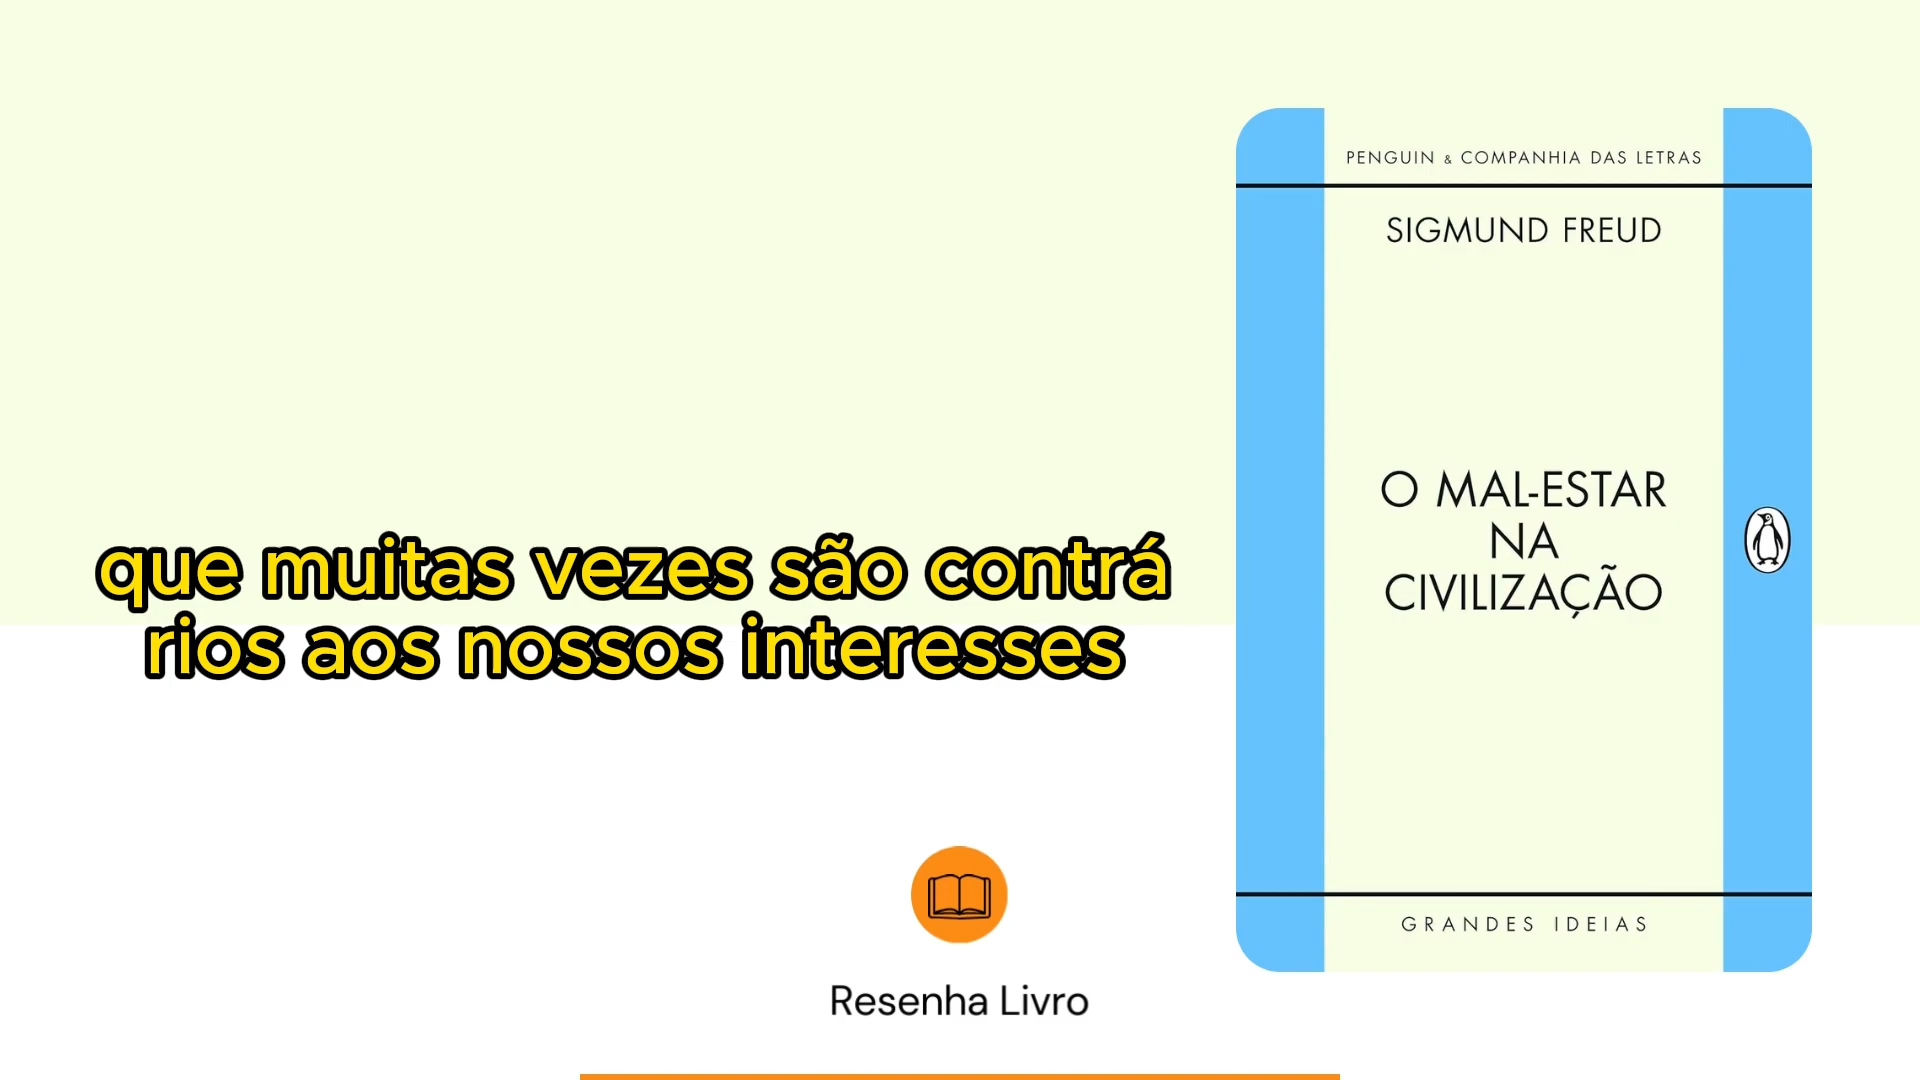 que muitas vezes são contrá
rios aos nossos interesses
PENGUIN & COMPANHIA DAS LETRAS
SIGMUND FREUD
O MAL-ESTAR
NA
CIVILIZAÇÃO
GRANDES IDEIAS
Resenha Livro